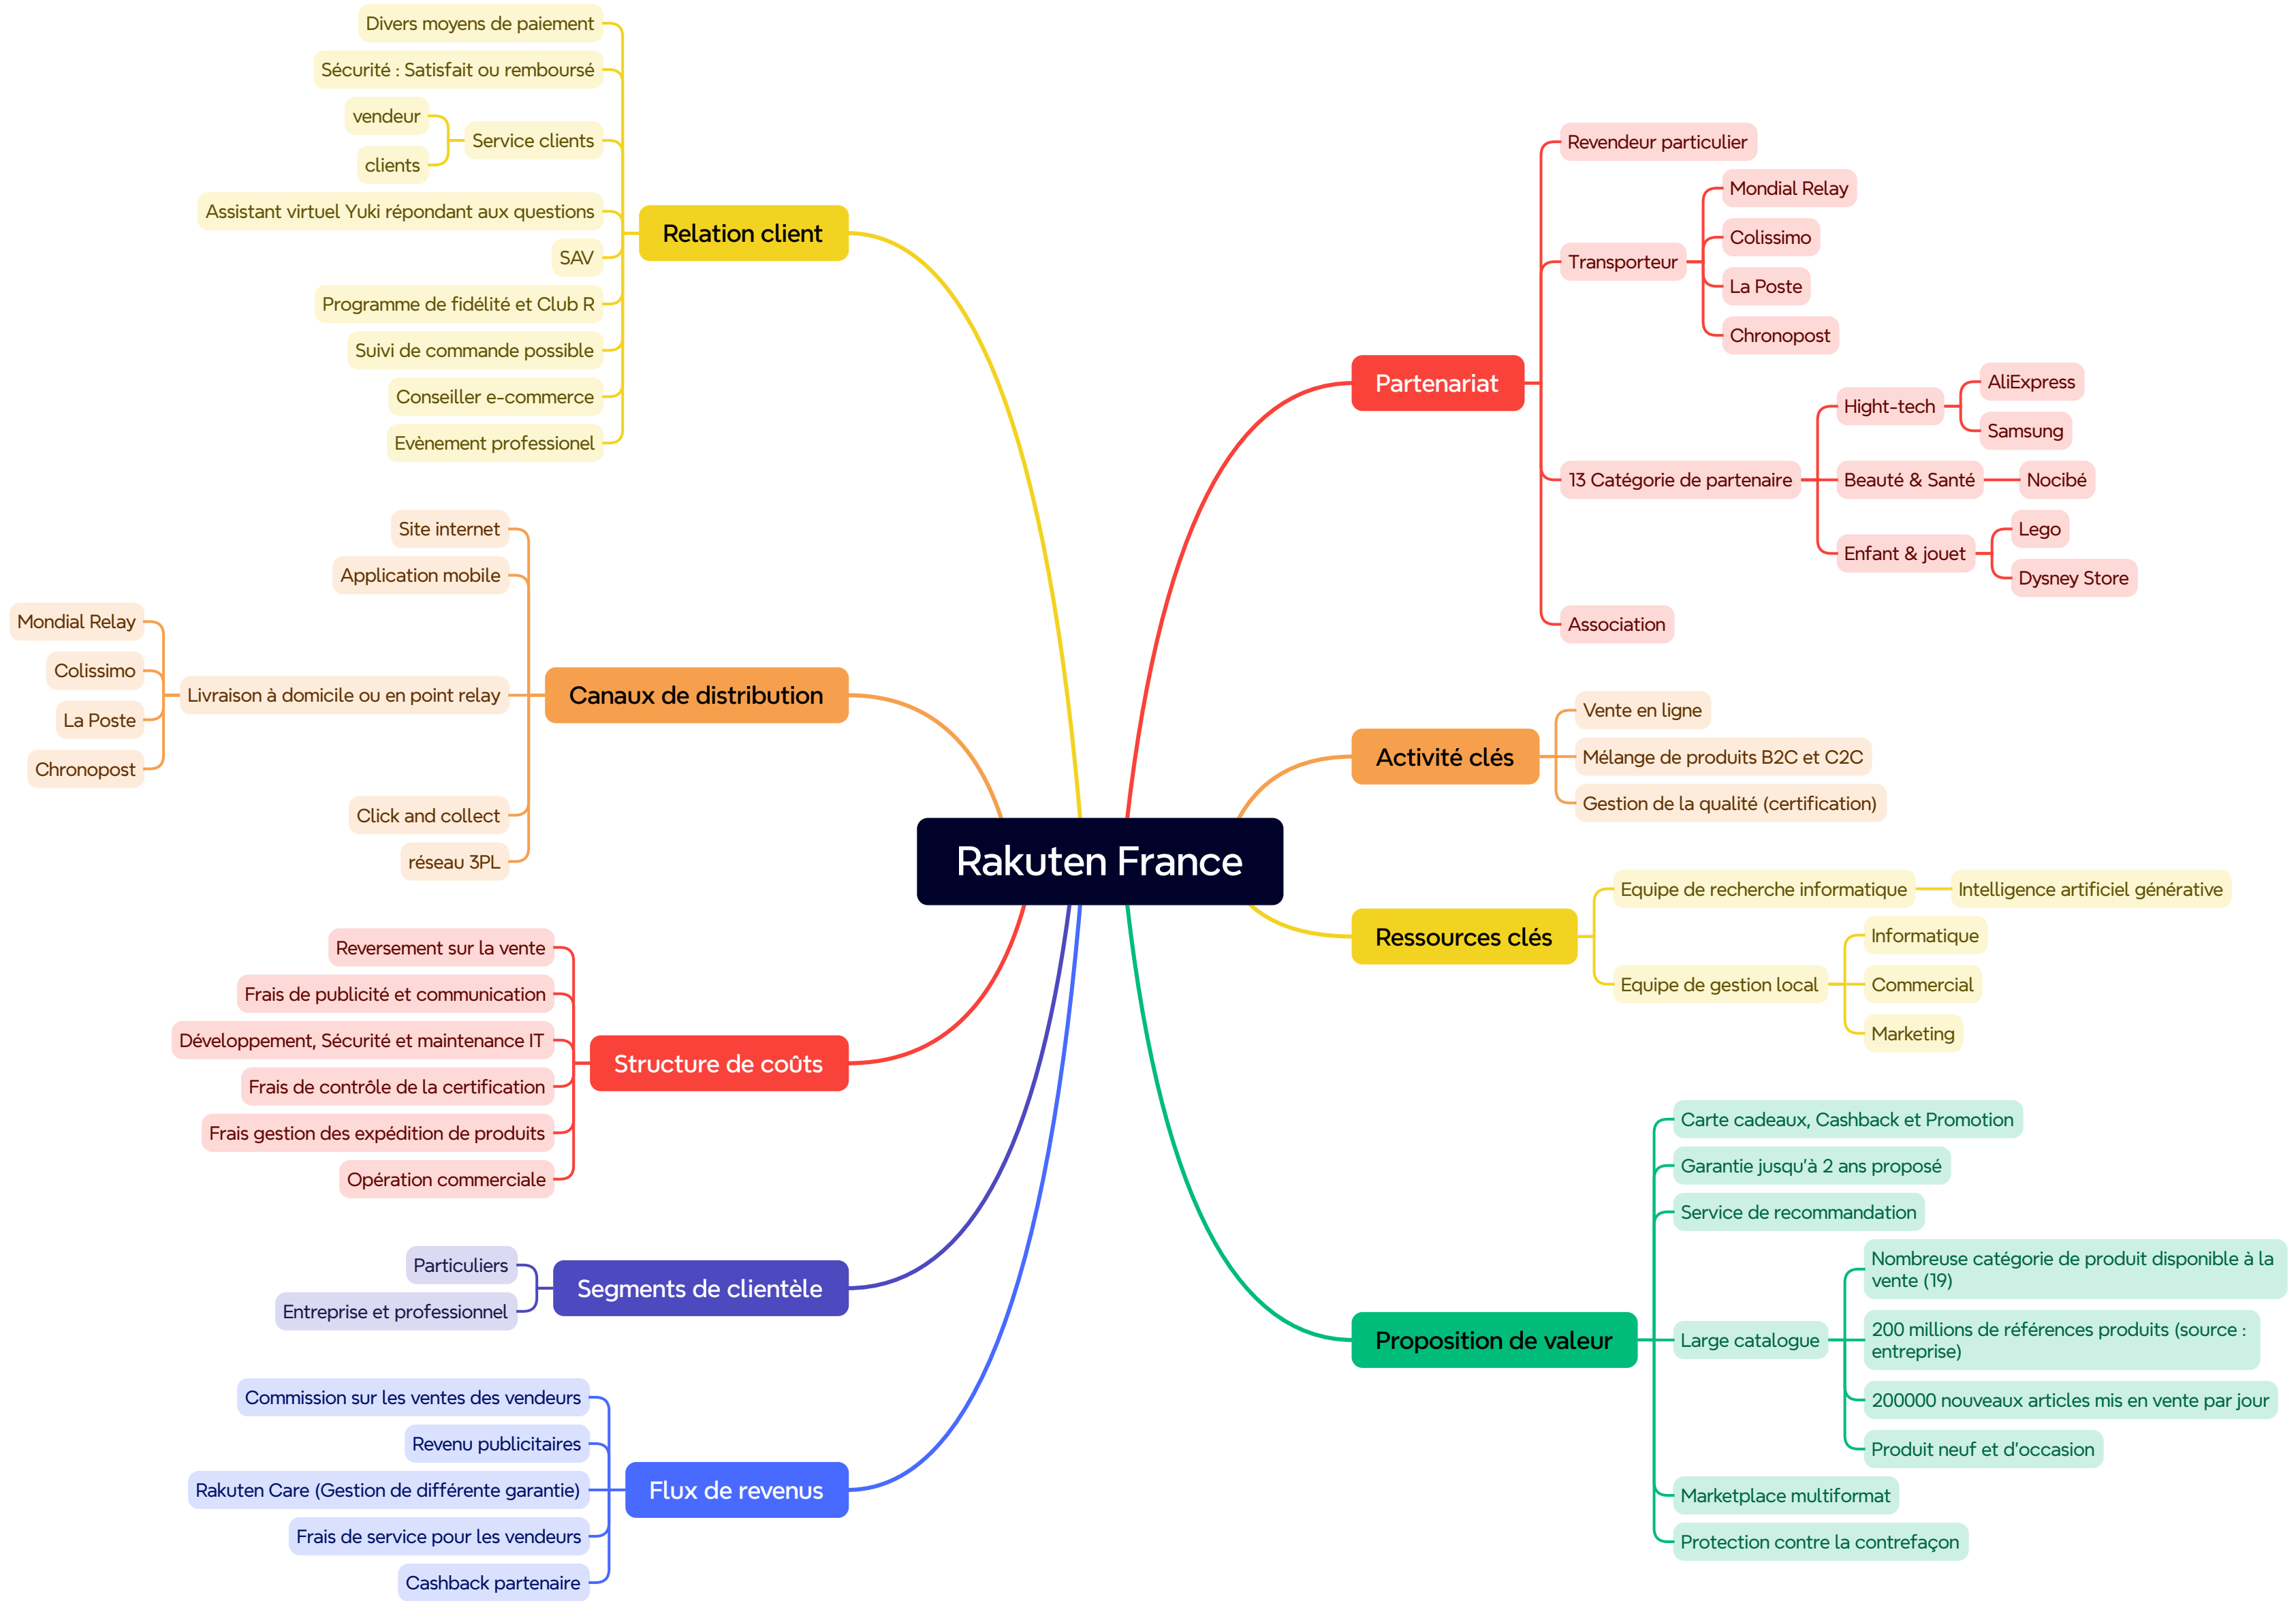 Rakuten France
Relation client
Divers moyens de paiement
Sécurité : Satisfait ou remboursé
Service clients
vendeur
clients
Assistant virtuel Yuki répondant aux questions
SAV
Programme de fidélité et Club R
Suivi de commande possible
Conseiller e-commerce
Evènement professionel
Canaux de distribution
Site internet
Application mobile
Livraison à domicile ou en point relay
Mondial Relay
Colissimo
La Poste
Chronopost
Click and collect
réseau 3PL
Structure de coûts
Reversement sur la vente
Frais de publicité et communication
Développement, Sécurité et maintenance IT
Frais de contrôle de la certification
Frais gestion des expédition de produits
Opération commerciale
Segments de clientèle
Particuliers
Entreprise et professionnel
Flux de revenus
Commission sur les ventes des vendeurs
Revenu publicitaires
Rakuten Care (Gestion de différente garantie)
Frais de service pour les vendeurs
Cashback partenaire
Partenariat
Revendeur particulier
Transporteur
Mondial Relay
Colissimo
La Poste
Chronopost
13 Catégorie de partenaire
Hight-tech
AliExpress
Samsung
Beauté & Santé
Nocibé
Enfant & jouet
Lego
Dysney Store
Association
Activité clés
Vente en ligne
Mélange de produits B2C et C2C
Gestion de la qualité (certification)
Ressources clés
Equipe de recherche informatique
Intelligence artificiel générative
Equipe de gestion local
Informatique
Commercial
Marketing
Proposition de valeur
Carte cadeaux, Cashback et Promotion
Garantie jusqu'à 2 ans proposé
Service de recommandation
Large catalogue
Nombreuse catégorie de produit disponible à la
vente (19)
200 millions de références produits (source :
entreprise)
200000 nouveaux articles mis en vente par jour
Produit neuf et d'occasion
Marketplace multiformat
Protection contre la contrefaçon